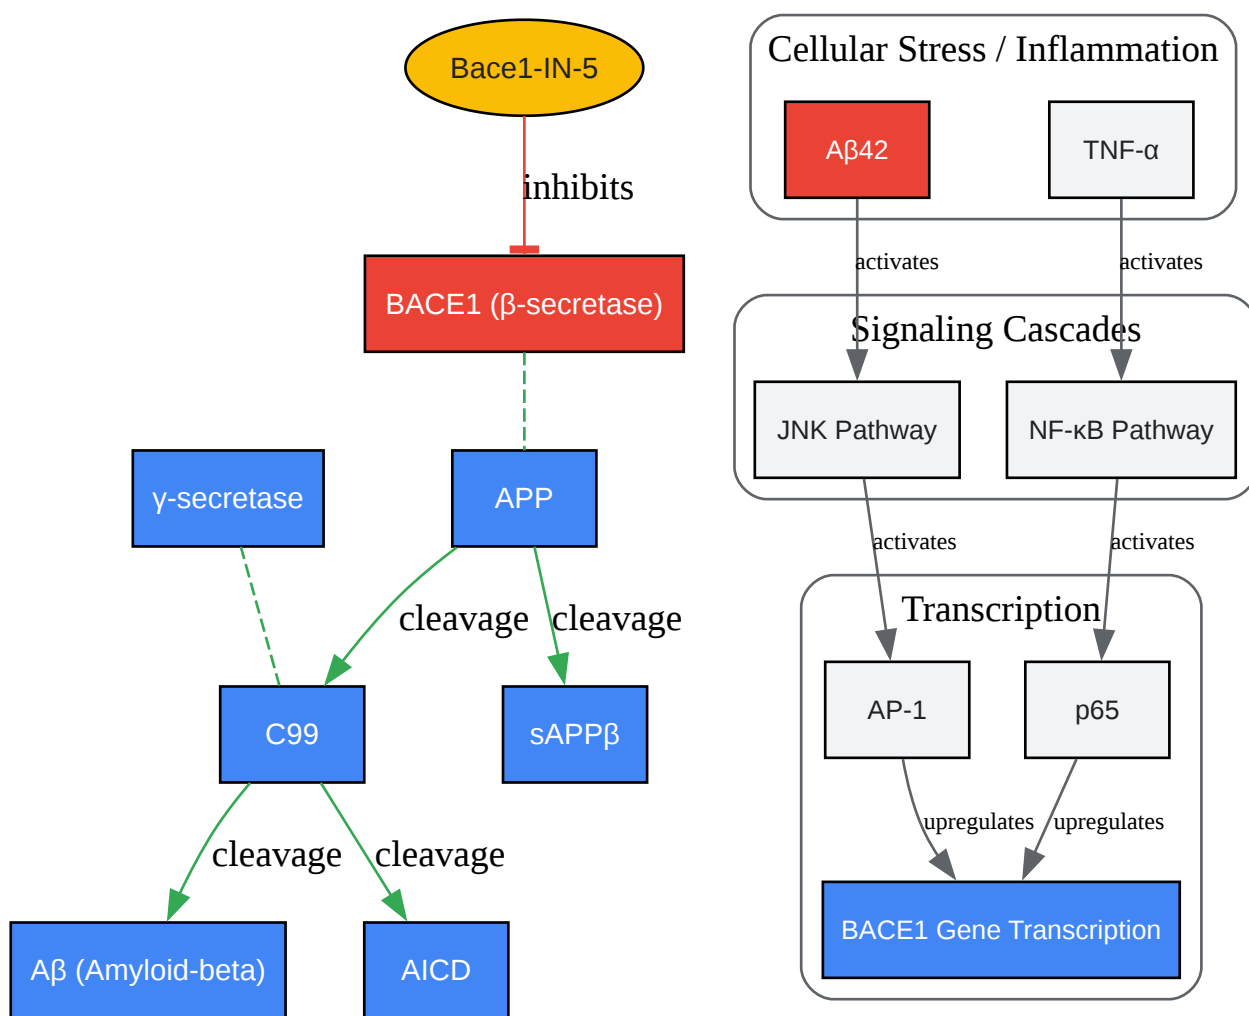 Bace1-IN-5
inhibits
BACE1 (β-secretase)
γ-secretase
APP
cleavage
cleavage
C99
sAPPβ
cleavage
cleavage
Aβ (Amyloid-beta)
AICD
Cellular Stress / Inflammation
Aβ42
TNF-α
activates
activates
Signaling Cascades
JNK Pathway
NF-κB Pathway
activates
activates
Transcription
AP-1
p65
upregulates
upregulates
BACE1 Gene Transcription